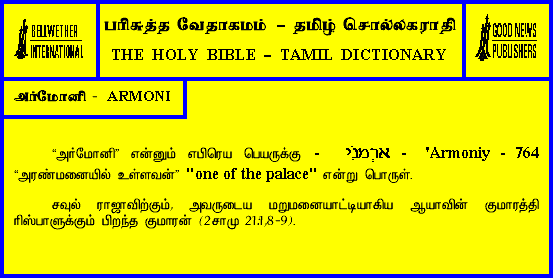 BELLWETHER
INTERNATIONAL
பரிசுத்த வேதாகமம் – தமிழ் சொல்லகராதி
THE HOLY BIBLE – TAMIL DICTIONARY
GOOD NEWS
PUBLISHERS
அர்மோனி - ARMONI
“அர்மோனி” என்னும் எபிரெய பெயருக்கு - אַרְמֹנִי - 'Armoniy - 764
“அரண்மனையில் உள்ளவன்” "one of the palace" என்று பொருள்.
சவுல் ராஜாவிற்கும், அவருடைய மறுமனையாட்டியாகிய ஆயாவின் குமாரத்தி
ரிஸ்பாளுக்கும் பிறந்த குமாரன் (2சாமு 21:1,8-9).